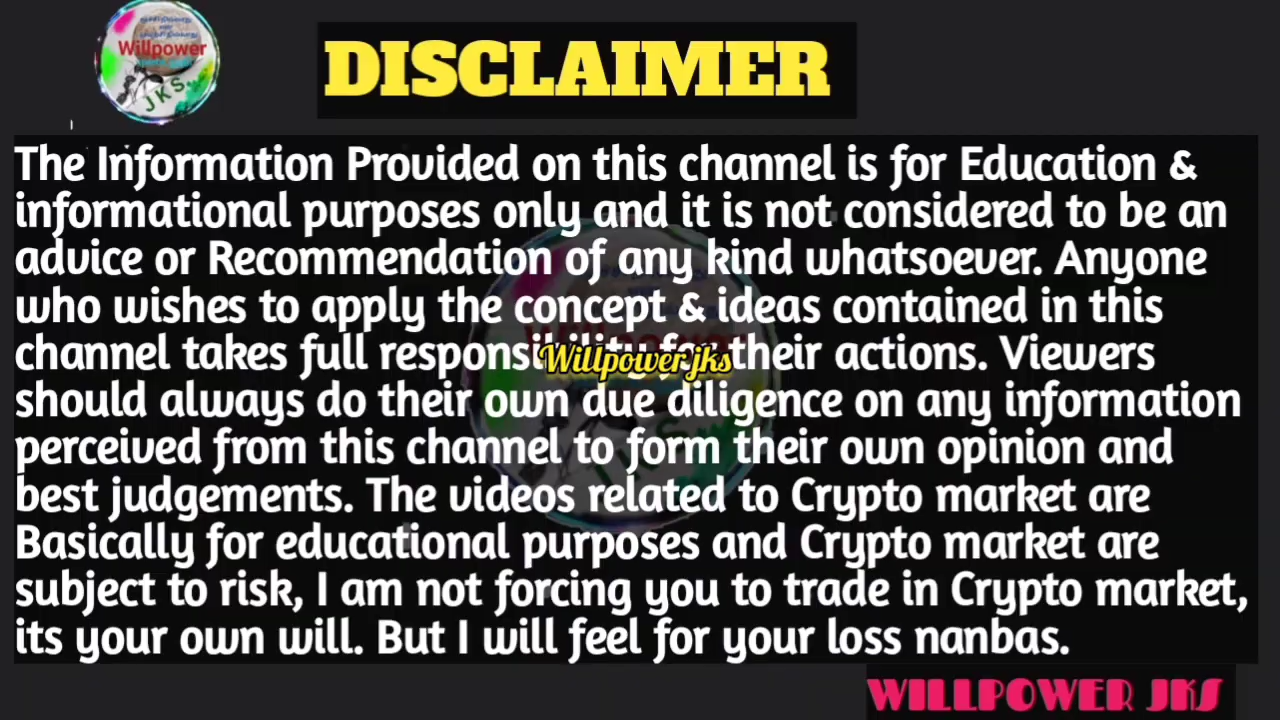 Willpower
JKS
DISCLAIMER
The Information Provided on this channel is for Education &
informational purposes only and it is not considered to be an
advice or Recommendation of any kind whatsoever. Anyone
who wishes to apply the concept & ideas contained in this
channel takes full responsibility for their actions. Viewers
should always do their own due diligence on any information
perceived from this channel to form their own opinion and
best judgements. The videos related to Crypto market are
Basically for educational purposes and Crypto market are
subject to risk, I am not forcing you to trade in Crypto market,
its your own will. But I will feel for your loss nanbas.
Willpower jks
WILLPOWER JKS